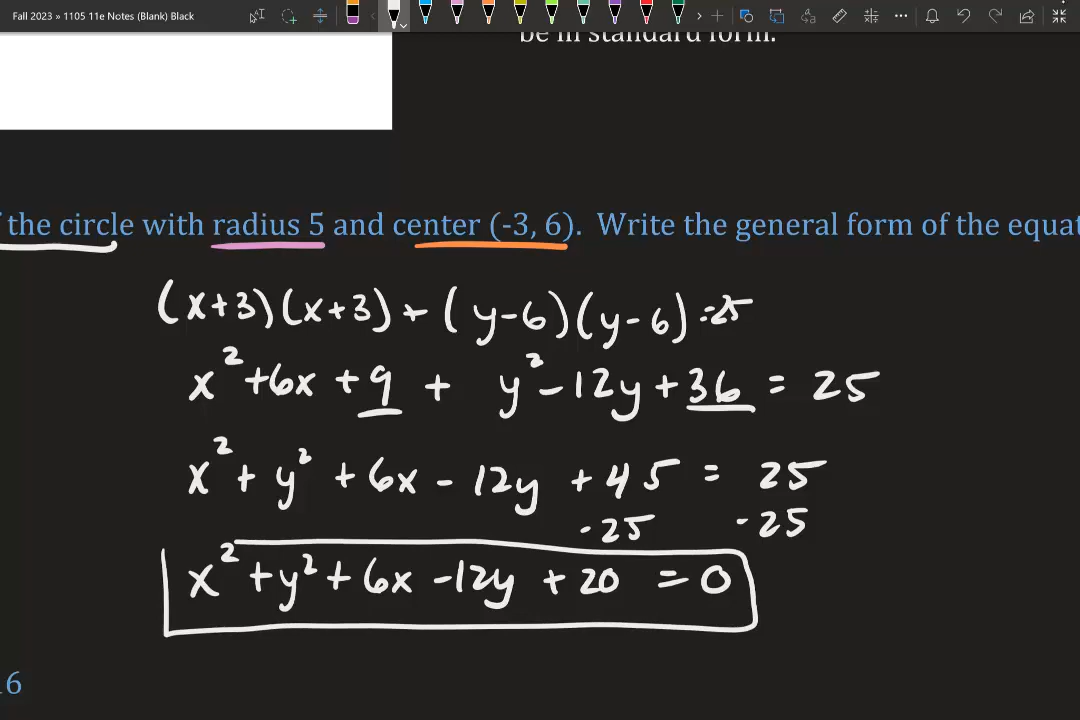 Fall 2023 » 1105 11e Notes (Blank) Black
be in standard form.
the circle with radius 5 and center (-3, 6). Write the general form of the equat
(x+3)(x+3) + (y-6)(y-6) = 25
x² + 6x + 9 + y² - 12y + 36 = 25
x² + y² + 6x - 12y + 45 = 25
-25 -25
x² + y² + 6x - 12y + 20 = 0
16